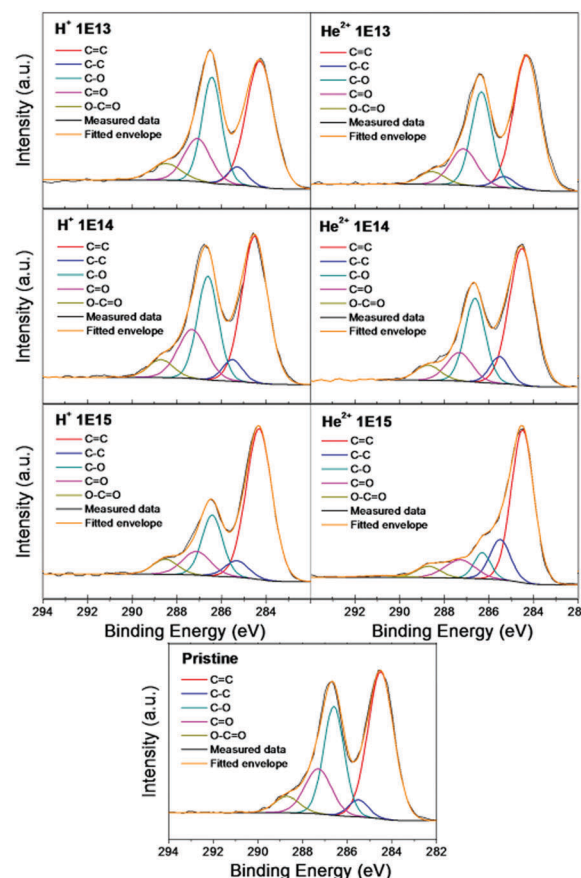 H⁺ 1E13
C=C
C-C
C-O
C=O
O-C=O
Measured data
Fitted envelope
Intensity (a.u.)
He²⁺ 1E13
C=C
C-C
C-O
C=O
O-C=O
Measured data
Fitted envelope
H⁺ 1E14
C=C
C-C
C-O
C=O
O-C=O
Measured data
Fitted envelope
Intensity (a.u.)
He²⁺ 1E14
C=C
C-C
C-O
C=O
O-C=O
Measured data
Fitted envelope
H⁺ 1E15
C=C
C-C
C-O
C=O
O-C=O
Measured data
Fitted envelope
Intensity (a.u.)
294 292 290 288 286 284
Binding Energy (eV)
He²⁺ 1E15
C=C
C-C
C-O
C=O
O-C=O
Measured data
Fitted envelope
294 292 290 288 286 284 28
Binding Energy (eV)
Pristine
C=C
C-C
C-O
C=O
O-C=O
Measured data
Fitted envelope
Intensity (a.u.)
294 292 290 288 286 284 282
Binding Energy (eV)